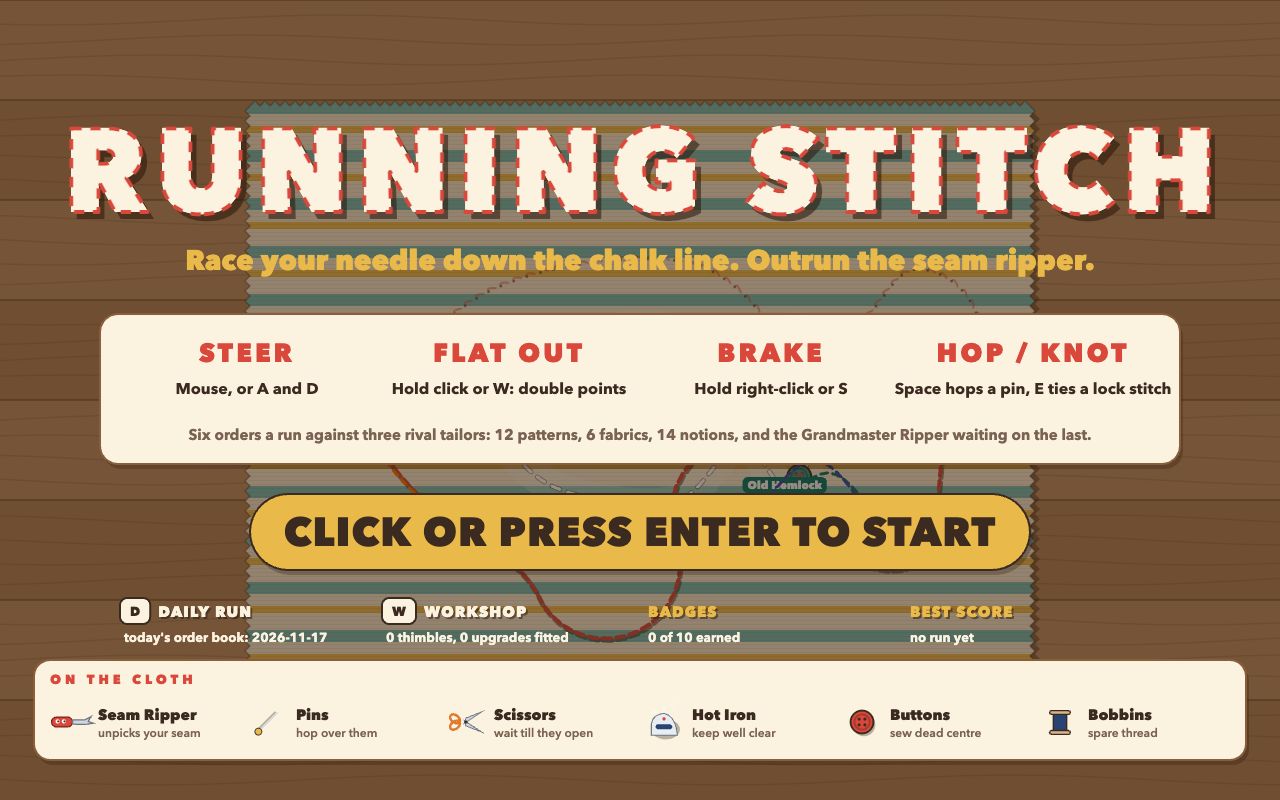 RUNNING STITCH
Race your needle down the chalk line. Outrun the seam ripper.
STEER
Mouse, or A and D
FLAT OUT
Hold click or W: double points
BRAKE
Hold right-click or S
HOP / KNOT
Space hops a pin, E ties a lock stitch
Six orders a run against three rival tailors: 12 patterns, 6 fabrics, 14 notions, and the Grandmaster Ripper waiting on the last.
Old Hemlock
CLICK OR PRESS ENTER TO START
D DAILY RUN
today's order book: 2026-11-17
W WORKSHOP
0 thimbles, 0 upgrades fitted
BADGES
0 of 10 earned
BEST SCORE
no run yet
ON THE CLOTH
Seam Ripper
unpicks your seam
Pins
hop over them
Scissors
wait till they open
Hot Iron
keep well clear
Buttons
sew dead centre
Bobbins
spare thread